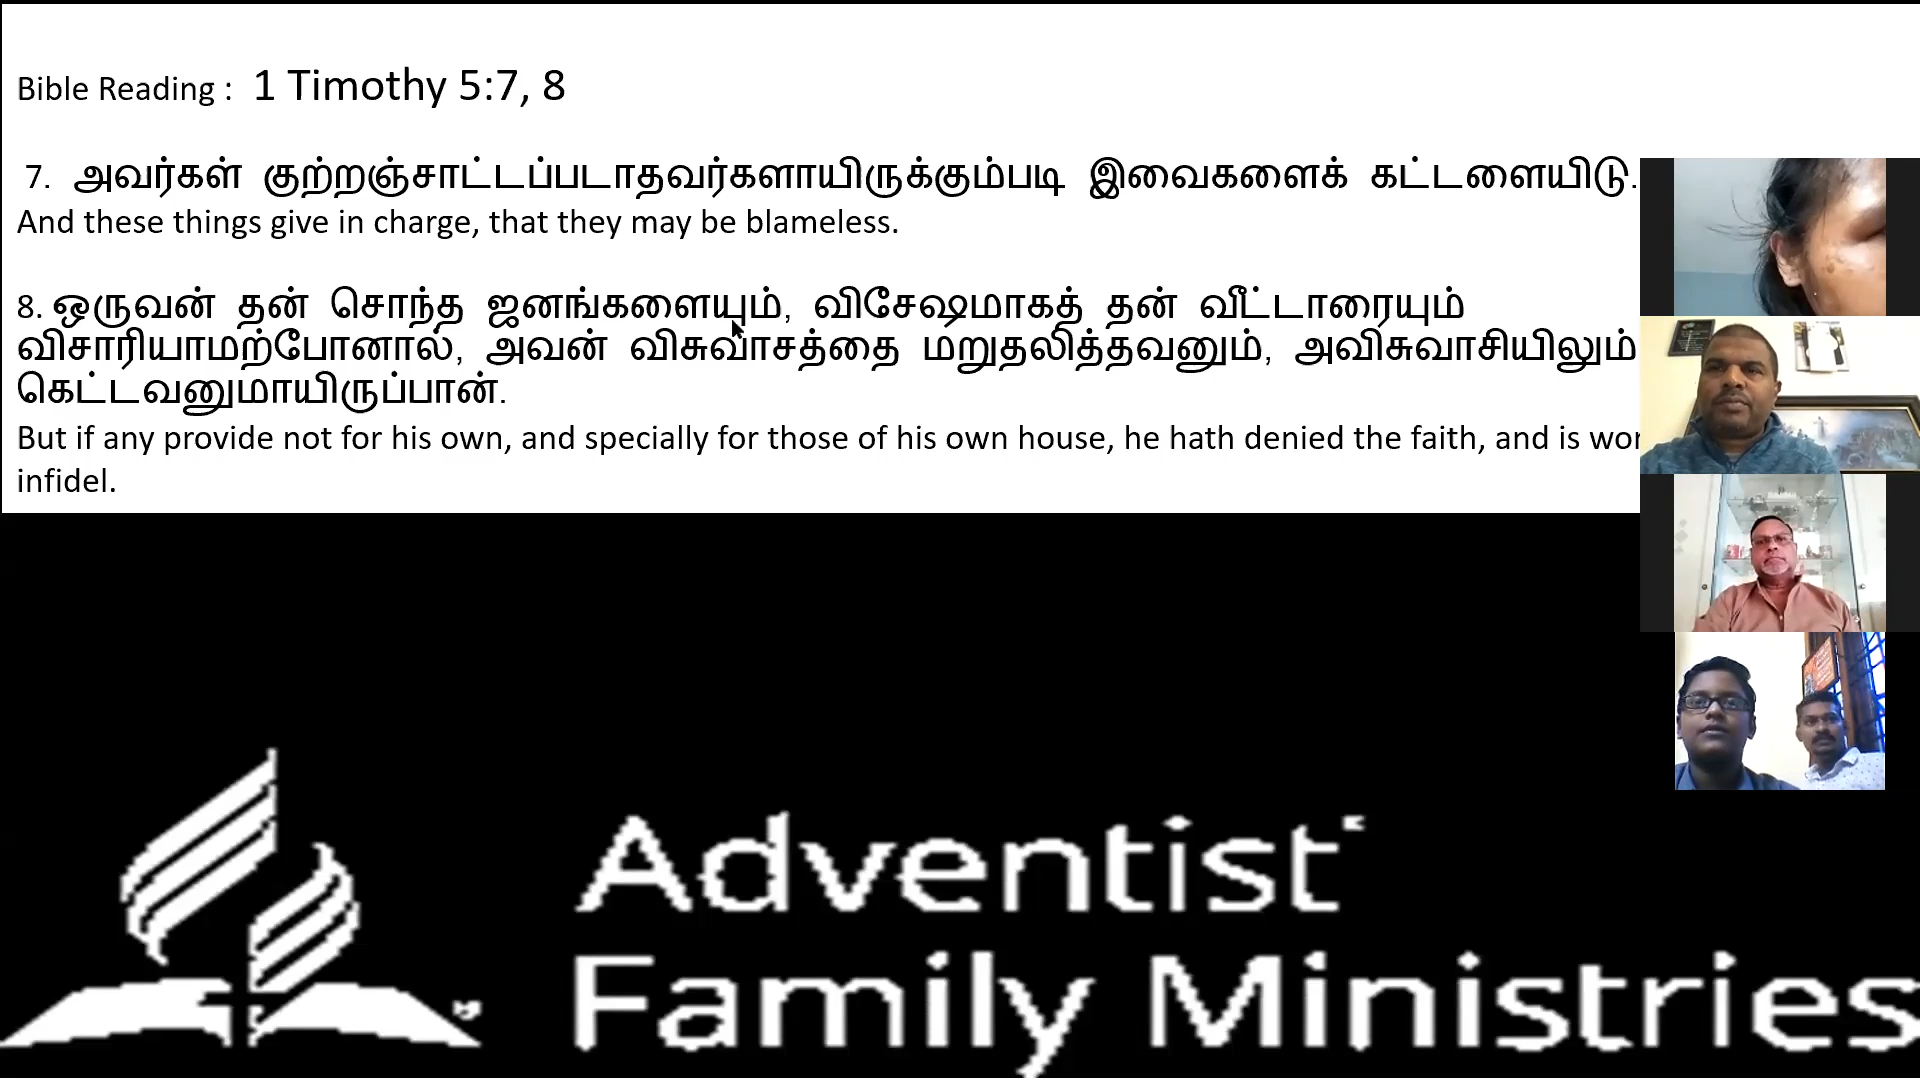 Bible Reading : 1 Timothy 5:7, 8
7. அவர்கள் குற்றஞ்சாட்டப்படாதவர்களாயிருக்கும்படி இவைகளைக் கட்டளையிடு.
And these things give in charge, that they may be blameless.
8. ஒருவன் தன் சொந்த ஜனங்களையும், விசேஷமாகத் தன் வீட்டாரையும்
விசாரியாமற்போனால், அவன் விசுவாசத்தை மறுதலித்தவனும், அவிசுவாசியிலும்
கெட்டவனுமாயிருப்பான்.
But if any provide not for his own, and specially for those of his own house, he hath denied the faith, and is
infidel.
Adventist
Family Ministries